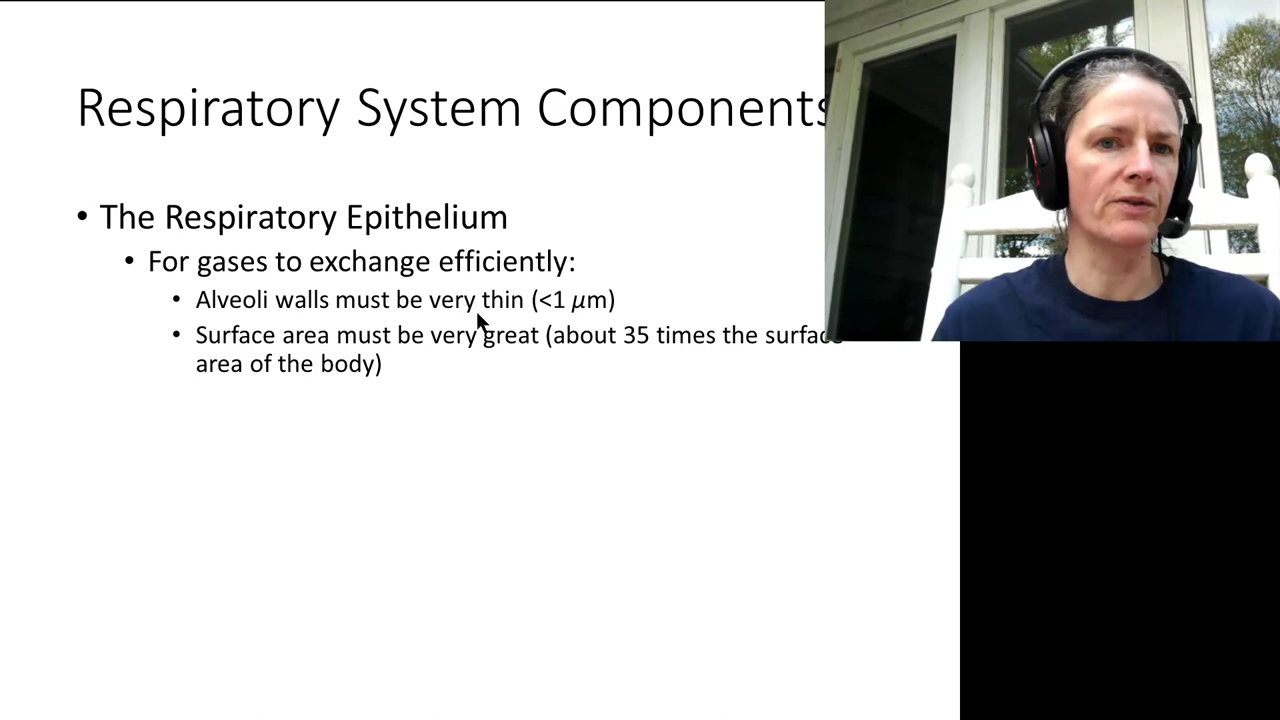 Respiratory System Components
• The Respiratory Epithelium
• For gases to exchange efficiently:
• Alveoli walls must be very thin (<1 𝜇m)
• Surface area must be very great (about 35 times the surface
area of the body)